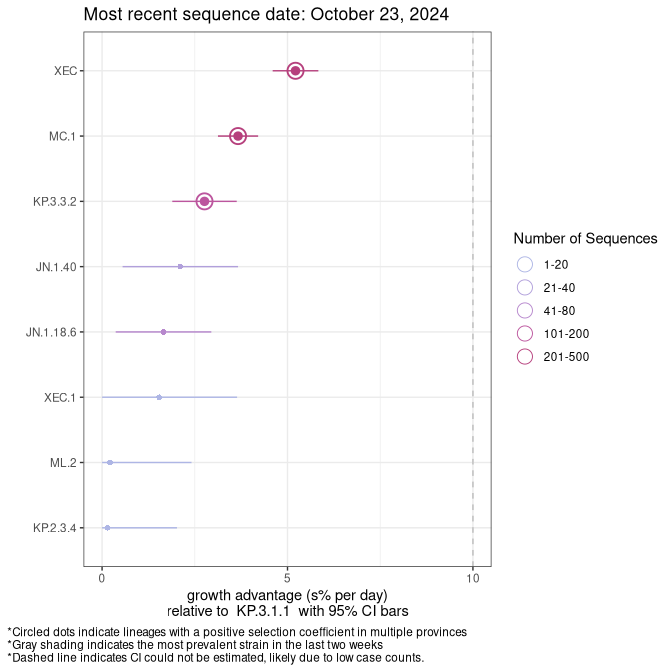 Most recent sequence date: October 23, 2024
XEC
MC.1
KP.3.3.2
JN.1.40
JN.1.18.6
XEC.1
ML.2
KP.2.3.4
0 5 10
growth advantage (s% per day)
relative to KP.3.1.1 with 95% CI bars
Number of Sequences
1-20
21-40
41-80
101-200
201-500
*Circled dots indicate lineages with a positive selection coefficient in multiple provinces
*Gray shading indicates the most prevalent strain in the last two weeks
*Dashed line indicates CI could not be estimated, likely due to low case counts.